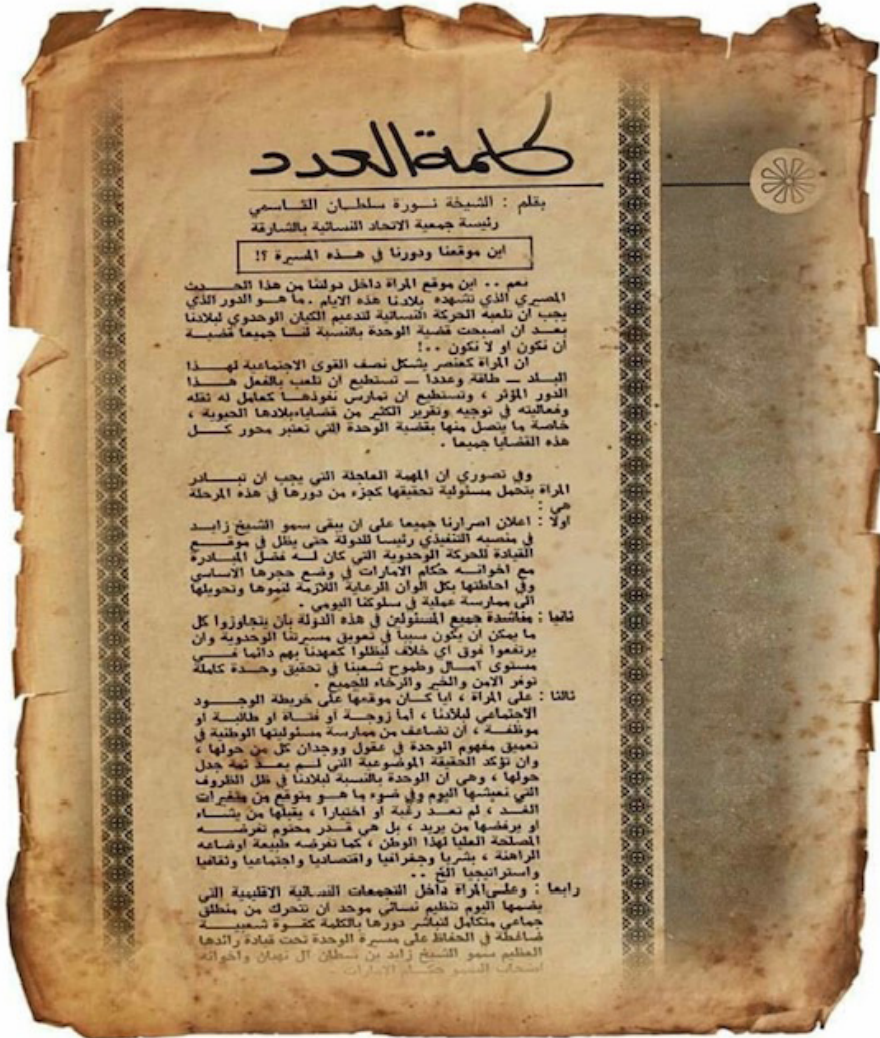 كلمة العدد
بقلم : الشيخة نورة سلطان القاسمي
رئيسة جمعية الاتحاد النسائية بالشارقة
اين موقعنا ودورنا في هذه المسيرة ؟!
نعم .. اين موقع المرأة داخل دولتنا من هذا الحدث
المصيري الذي تشهده بلادنا هذه الايام . ما هو الدور الذي
يجب ان تلعبه الحركة النسائية لتدعيم الكيان الوحدوي لبلادنا
بعد ان اصبحت قضية الوحدة بالنسبة لنا جميعا قضية
أن نكون او لا نكون ..!
ان المرأة كعنصر يشكل نصف القوى الاجتماعية لهذا
البلد — طاقة وعددا — تستطيع ان تلعب بالفعل هذا
الدور المؤثر ، وتستطيع ان تمارس نفوذها كعامل له ثقله
وفعاليته في توجيه وتقرير الكثير من قضايا بلادها الحيوية ،
خاصة ما يتصل منها بقضية الوحدة التي تعتبر محور كل
هذه القضايا جميعا .
وفي تصوري ان المهمة العاجلة التي يجب ان تبادر
المرأة بتحمل مسئولية تحقيقها كجزء من دورها في هذه المرحلة
هي :
اولا : اعلان اصرارنا جميعا على ان يبقى سمو الشيخ زايد
في منصبه التنفيذي رئيسا للدولة حتى يظل في موقع
القيادة للحركة الوحدوية التي كان له فضل المبادرة
مع اخوانه حكام الامارات في وضع حجرها الاساسي
وفي احاطتها بكل الوان الرعاية اللازمة لنموها وتحويلها
الى ممارسة عملية في سلوكنا اليومي .
ثانيا : مناشدة جميع المسئولين في هذه الدولة بان يتجاوزوا كل
ما يمكن ان يكون سببا في تعويق مسيرتنا الوحدوية وان
يرتفعوا فوق اي خلاف ليظلوا كعهدنا بهم دائما في
مستوى آمال وطموح شعبنا في تحقيق وحدة كاملة
توفر الامن والخير والرخاء للجميع .
ثالثا : على المرأة ، ايا كان موقعها على خريطة الوجود
الاجتماعي لبلادنا ، أما زوجة او فتاة او طالبة او
موظفة ، أن تضاعف من ممارسة مسئوليتها الوطنية في
تعميق مفهوم الوحدة في عقول ووجدان كل من حولها ،
وان تؤكد الحقيقة الموضوعية التي لم يعد ثمة جدل
حولها ، وهي أن الوحدة بالنسبة لبلادنا في ظل الظروف
التي نعيشها اليوم وفي ضوء ما هو متوقع من متغيرات
الغد ، لم تعد رغبة او اختيارا ، يقبلها من يشاء
او يرفضها من يريد ، بل هي قدر محتوم تفرضه
المصلحة العليا لهذا الوطن ، كما تفرضه طبيعة اوضاعه
الراهنة ، بشريا وجغرافيا واقتصاديا واجتماعيا وثقافيا
واستراتيجيا الخ ..
رابعا : وعلى المرأة داخل التجمعات النسائية الاقليمية التي
يضمها اليوم تنظيم نسائي موحد ان تتحرك من منطلق
جماعي متكامل لتباشر دورها بالكلمة كقوة شعبية
ضاغطة في الحفاظ على مسيرة الوحدة تحت قيادة رائدها
العظيم سمو الشيخ زايد بن سلطان ال نهيان واخوانه
اصحاب السمو حكام الامارات